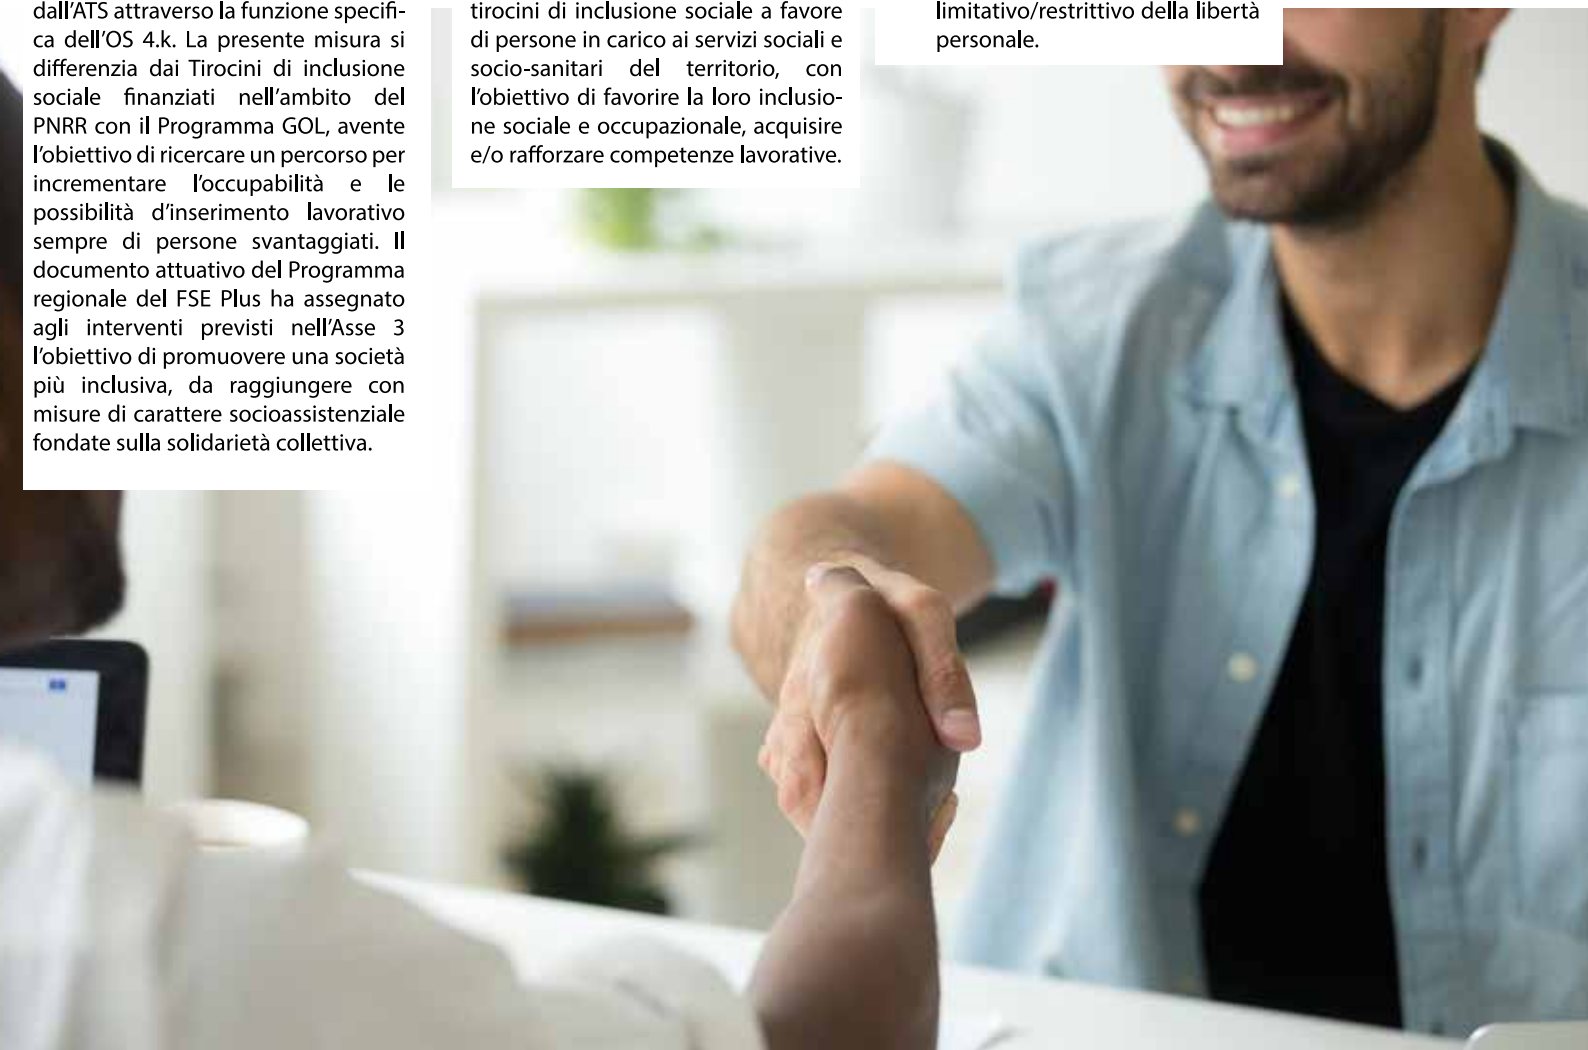 dall'ATS attraverso la funzione specifi-
ca dell'OS 4.k. La presente misura si
differenzia dai Tirocini di inclusione
sociale finanziati nell'ambito del
PNRR con il Programma GOL, avente
l'obiettivo di ricercare un percorso per
incrementare l'occupabilità e le
possibilità d'inserimento lavorativo
sempre di persone svantaggiati. Il
documento attuativo del Programma
regionale del FSE Plus ha assegnato
agli interventi previsti nell'Asse 3
l'obiettivo di promuovere una società
più inclusiva, da raggiungere con
misure di carattere socioassistenziale
fondate sulla solidarietà collettiva.
tirocini di inclusione sociale a favore
di persone in carico ai servizi sociali e
socio-sanitari del territorio, con
l'obiettivo di favorire la loro inclusio-
ne sociale e occupazionale, acquisire
e/o rafforzare competenze lavorative.
limitativo/restrittivo della libertà
personale.